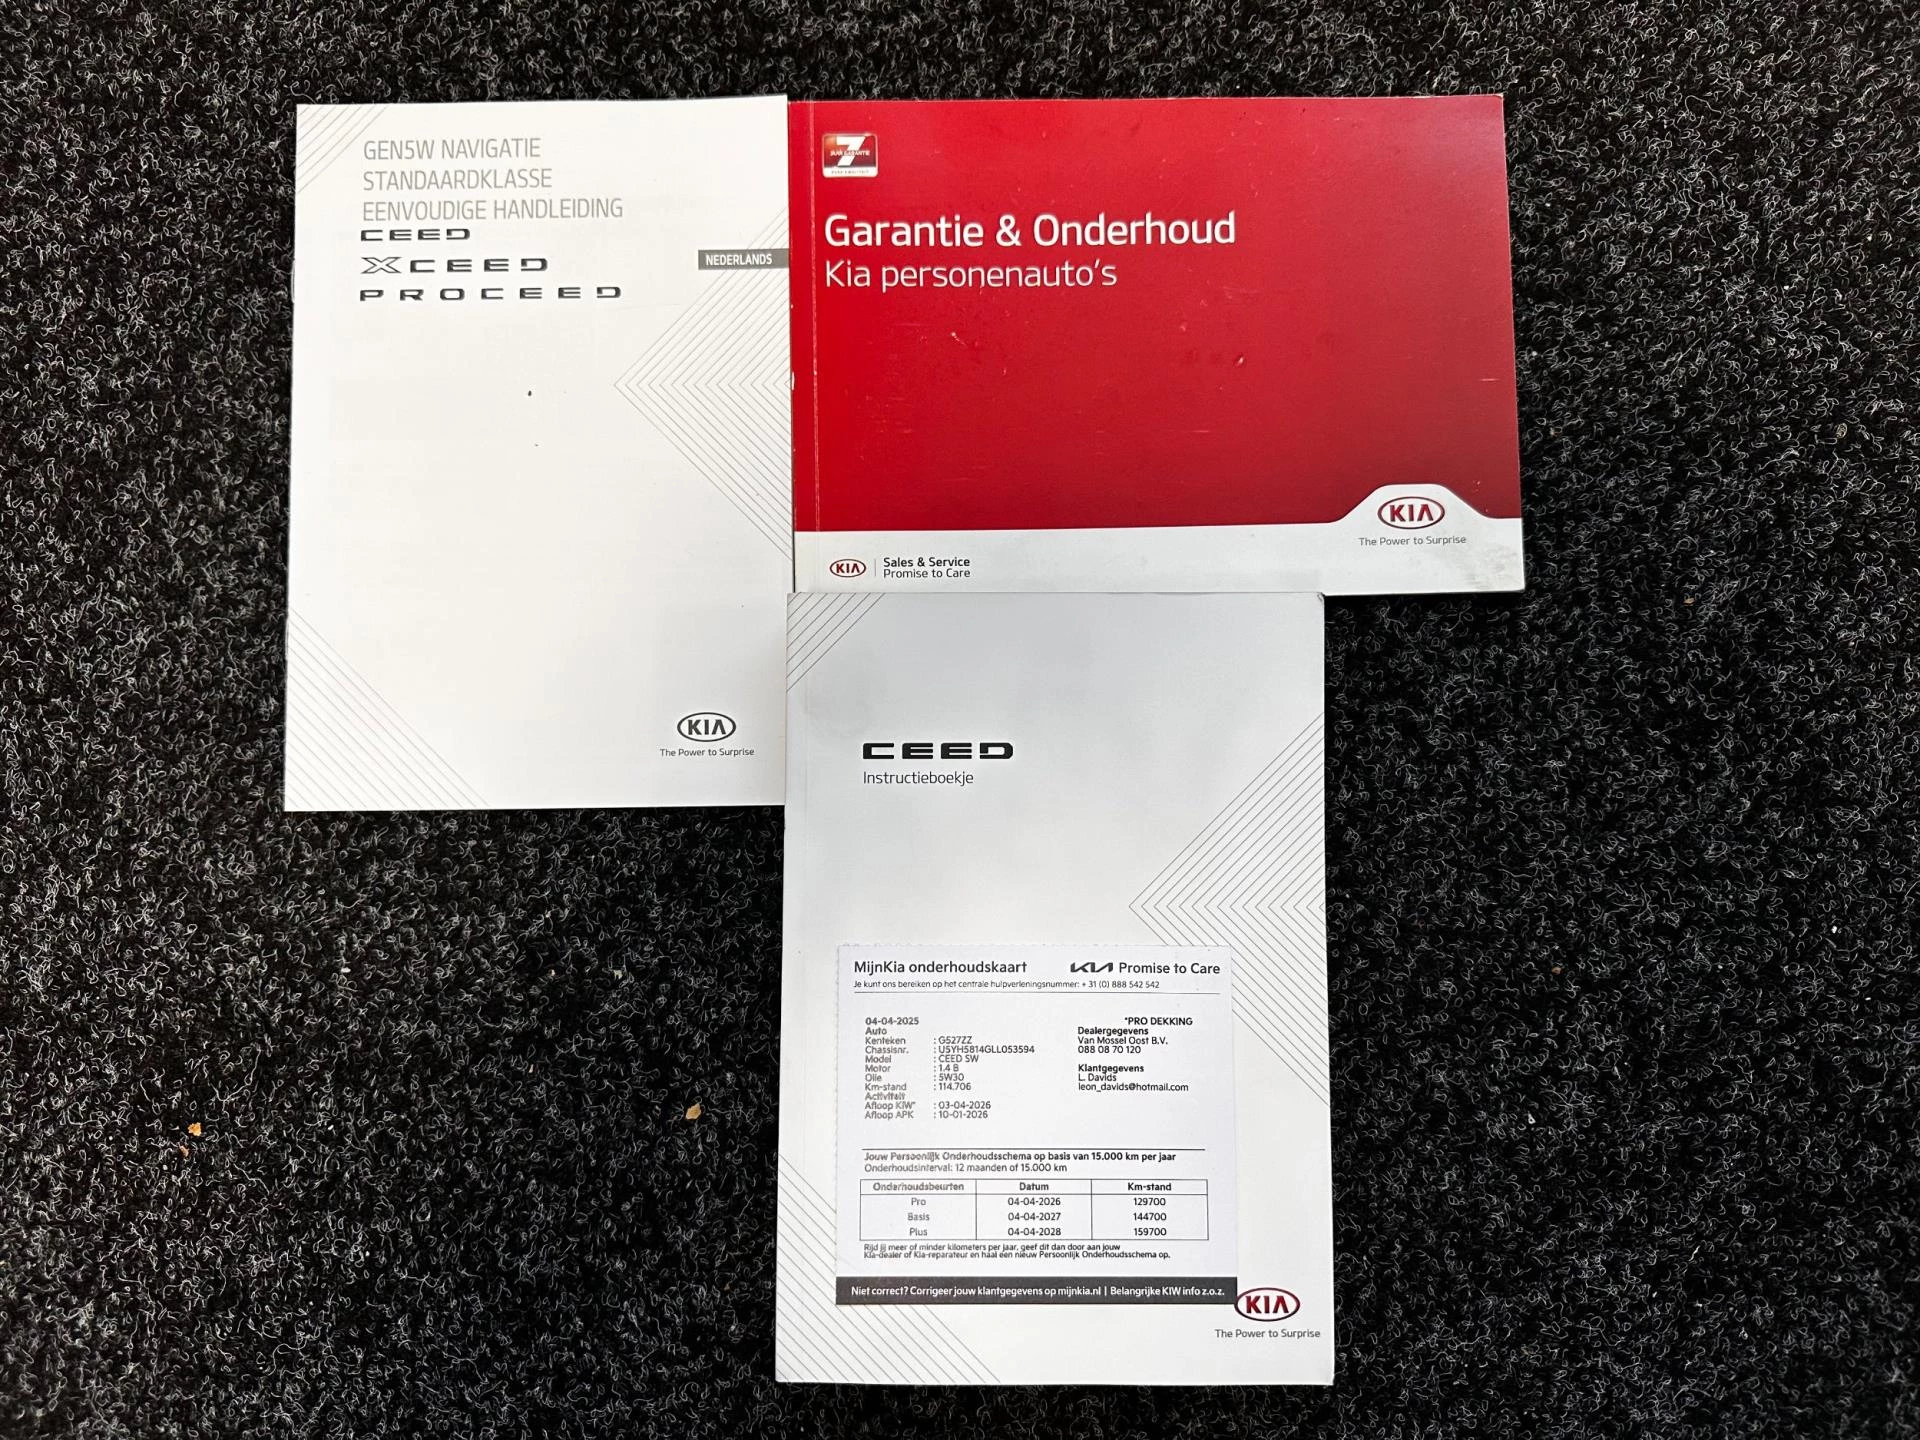 GEN5W NAVIGATIE
STANDAARDKLASSE
EENVOUDIGE HANDLEIDING
CEED
XCEED
PROCEED
NEDERLANDS
KIA
The Power to Surprise
7
JAAR GARANTIE
Garantie & Onderhoud
Kia personenauto's
KIA
The Power to Surprise
KIA Sales & Service
Promise to Care
CEED
Instructieboekje
MijnKia onderhoudskaart KIA Promise to Care
Je kunt ons bereiken op het centrale hulpverleningsnummer: + 31 (0) 888 542 542
04-04-2025 *PRO DEKKING
Auto Dealergegevens
Kenteken : G527ZZ Van Mossel Oost B.V.
Chassisnr. : U5YH5814GLL053594 088 08 70 120
Model : CEED SW
Motor : 1.4 B Klantgegevens
Olie : 5W30 L. Davids
Km-stand : 114.706 leon_davids@hotmail.com
Activiteit
Afloop KIW* : 03-04-2026
Afloop APK : 10-01-2026
Jouw Persoonlijk Onderhoudsschema op basis van 15.000 km per jaar
Onderhoudsinterval: 12 maanden of 15.000 km
Onderhoudsbeurten Datum Km-stand
Pro 04-04-2026 129700
Basis 04-04-2027 144700
Plus 04-04-2028 159700
Rijd jij meer of minder kilometers per jaar, geef dit dan door aan jouw
Kia-dealer of Kia-reparateur en haal een nieuw Persoonlijk Onderhoudsschema op.
Niet correct? Corrigeer jouw klantgegevens op mijnkia.nl | Belangrijke KIW info z.o.z.
KIA
The Power to Surprise